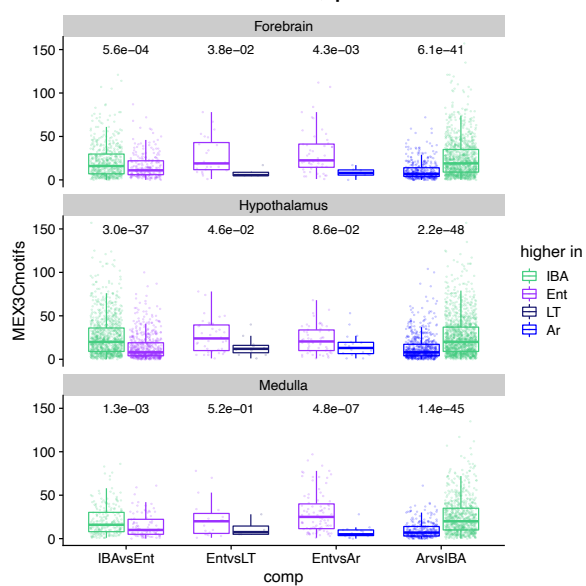 Forebrain
5.6e−04 3.8e−02 4.3e−03 6.1e−41
150
100
50
0
Hypothalamus
3.0e−37 4.6e−02 8.6e−02 2.2e−48
150
100
50
0
Medulla
1.3e−03 5.2e−01 4.8e−07 1.4e−45
150
100
50
0
MEX3Cmotifs
IBAvsEnt EntvsLT EntvsAr ArvsIBA
comp
higher in
IBA
Ent
LT
Ar